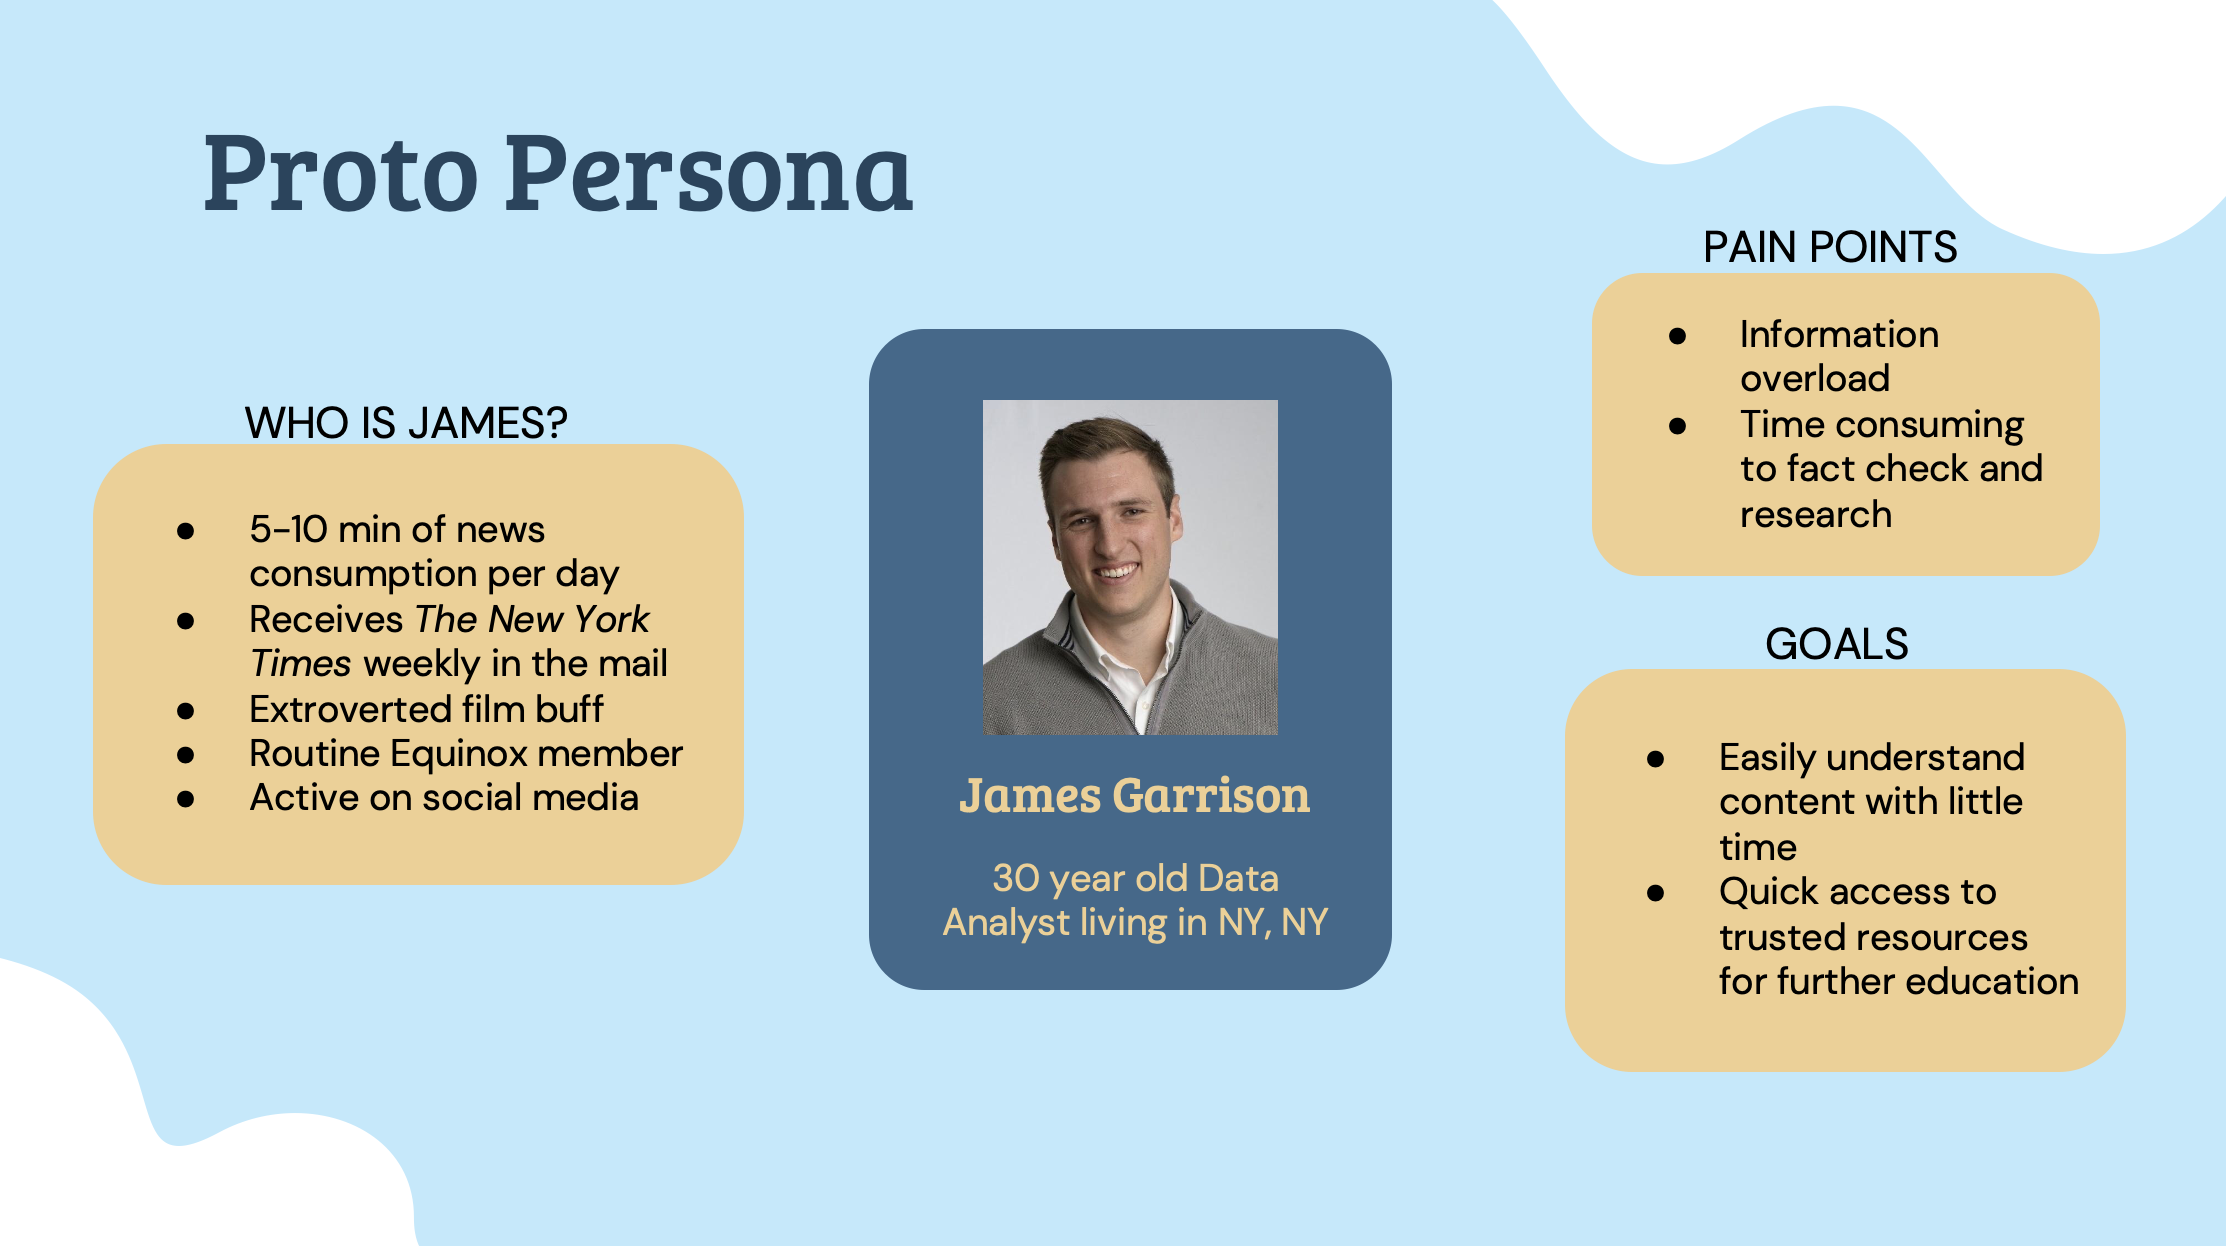 Proto Persona
WHO IS JAMES?
● 5-10 min of news
consumption per day
● Receives The New York
Times weekly in the mail
● Extroverted film buff
● Routine Equinox member
● Active on social media
James Garrison
30 year old Data
Analyst living in NY, NY
PAIN POINTS
● Information
overload
● Time consuming
to fact check and
research
GOALS
● Easily understand
content with little
time
● Quick access to
trusted resources
for further education